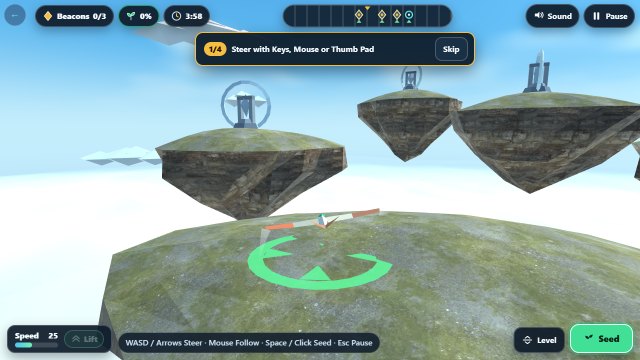 Beacons 0/3
0%
3:58
Sound
Pause
1/4 Steer with Keys, Mouse or Thumb Pad
Skip
Speed 25
Lift
WASD / Arrows Steer · Mouse Follow · Space / Click Seed · Esc Pause
Level
Seed